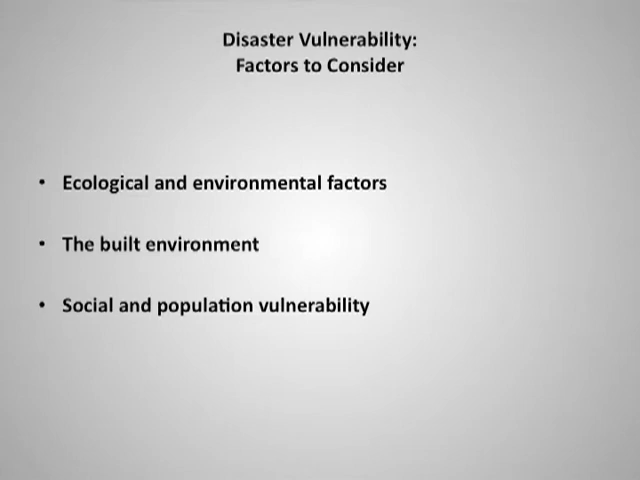 Disaster Vulnerability:
Factors to Consider
• Ecological and environmental factors
• The built environment
• Social and population vulnerability